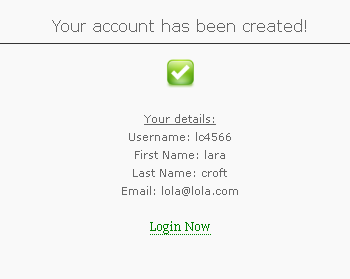 Your account has been created!
Your details:
Username: lc4566
First Name: lara
Last Name: croft
Email: lola@lola.com
Login Now